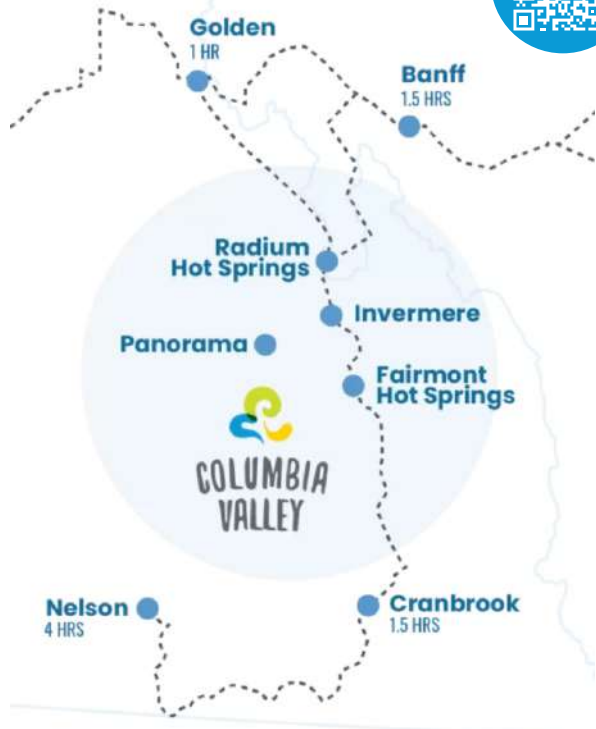 Golden
1 HR
Banff
1.5 HRS
Radium
Hot Springs
Invermere
Panorama
Fairmont
Hot Springs
COLUMBIA
VALLEY
Nelson
4 HRS
Cranbrook
1.5 HRS